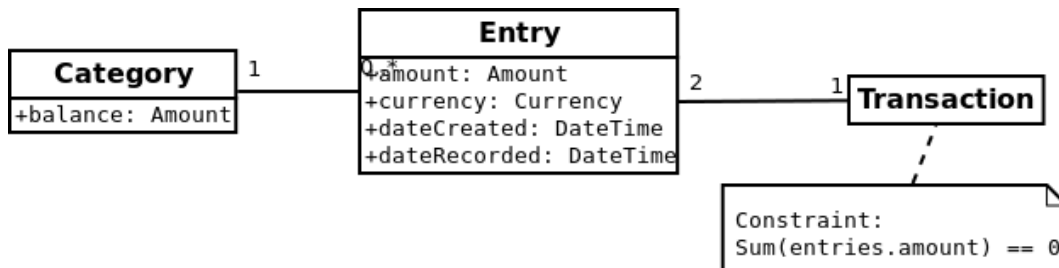 Category
+balance: Amount
1
0.*
Entry
+amount: Amount
+currency: Currency
+dateCreated: DateTime
+dateRecorded: DateTime
2
1
Transaction
Constraint:
Sum(entries.amount) == 0